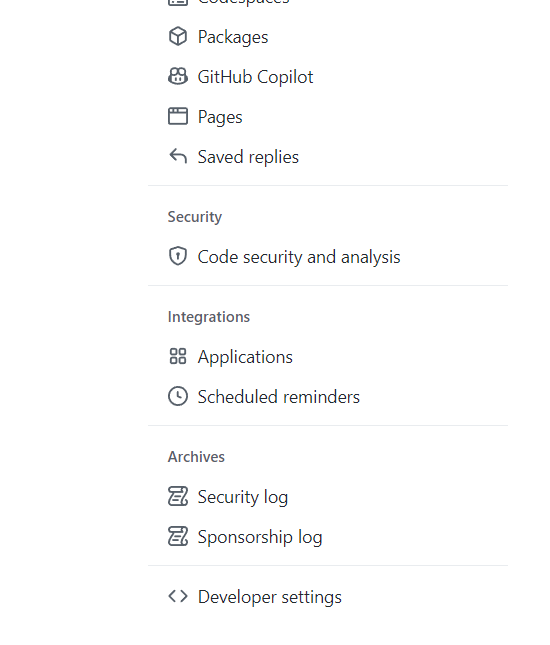 Codespaces
Packages
GitHub Copilot
Pages
Saved replies
Security
Code security and analysis
Integrations
Applications
Scheduled reminders
Archives
Security log
Sponsorship log
Developer settings